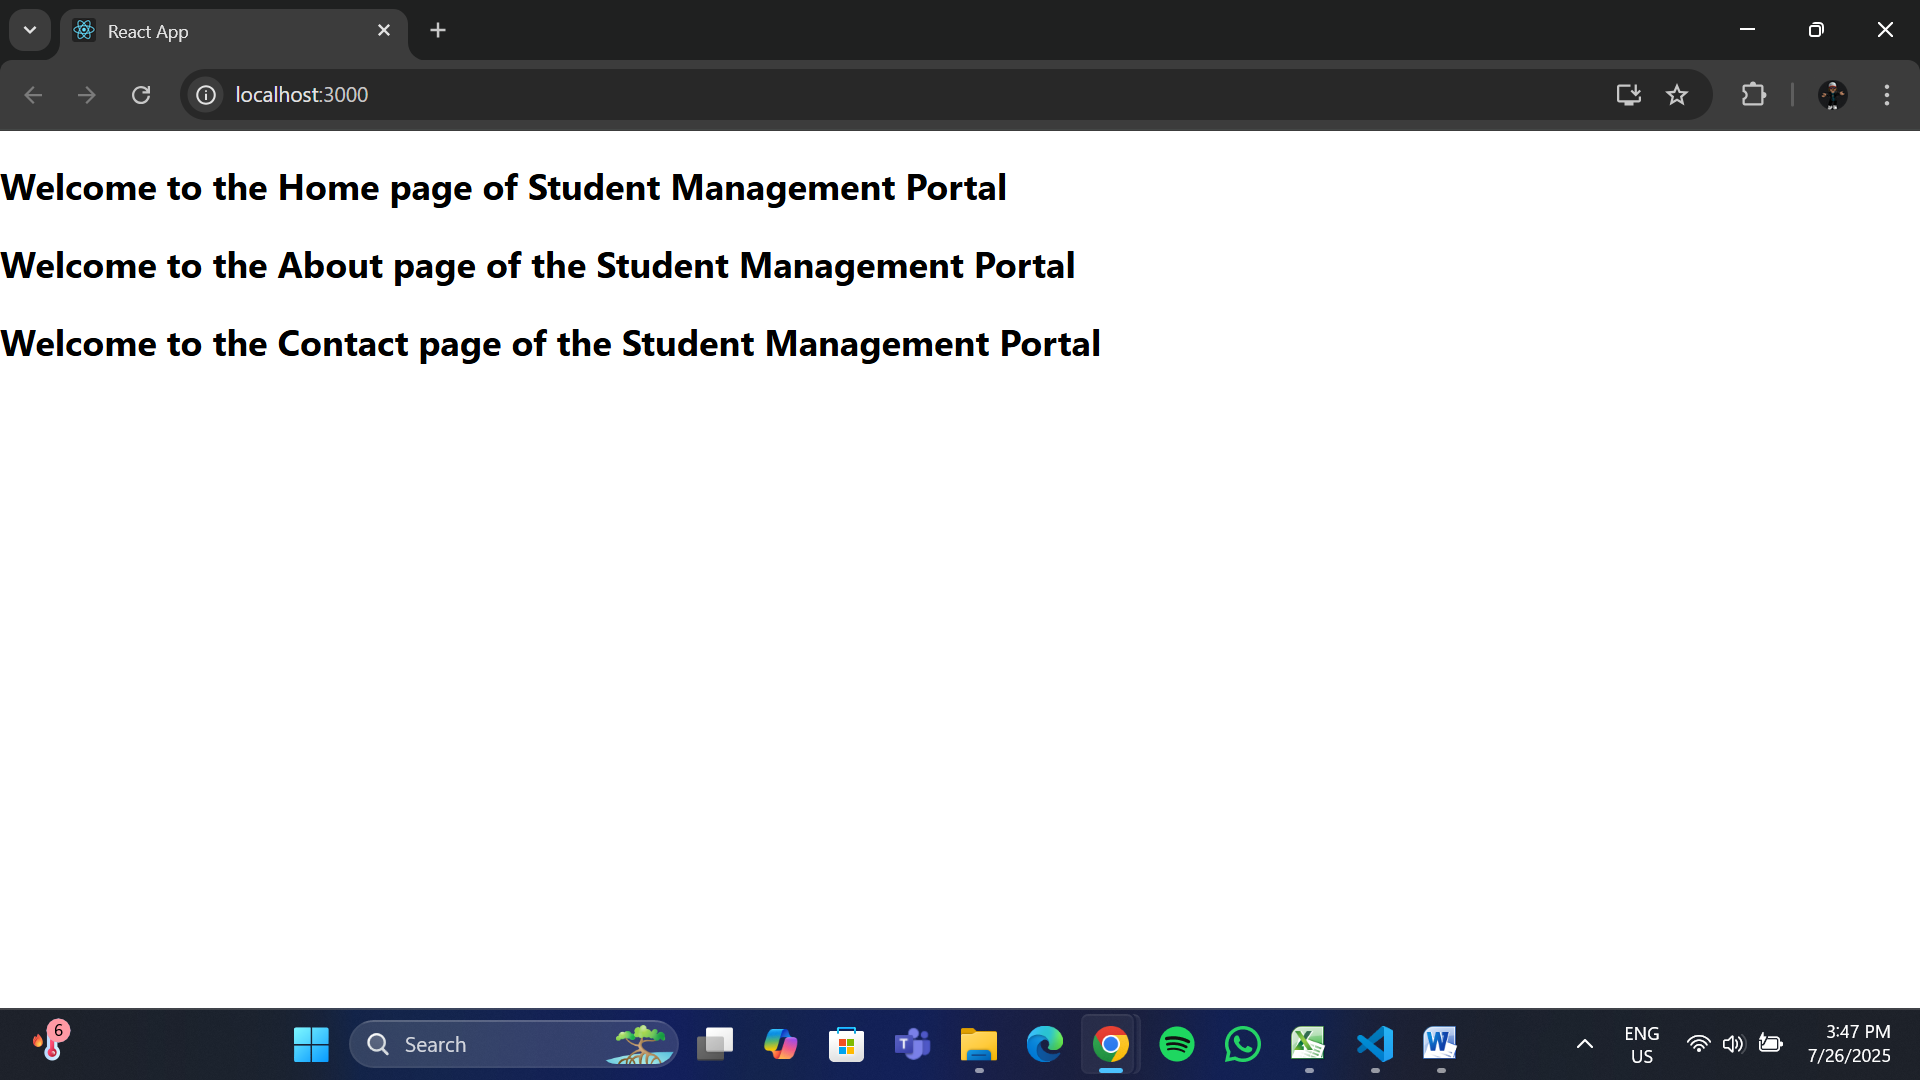 React App
localhost:3000
Welcome to the Home page of Student Management Portal
Welcome to the About page of the Student Management Portal
Welcome to the Contact page of the Student Management Portal
6
Search
ENG
US
3:47 PM
7/26/2025